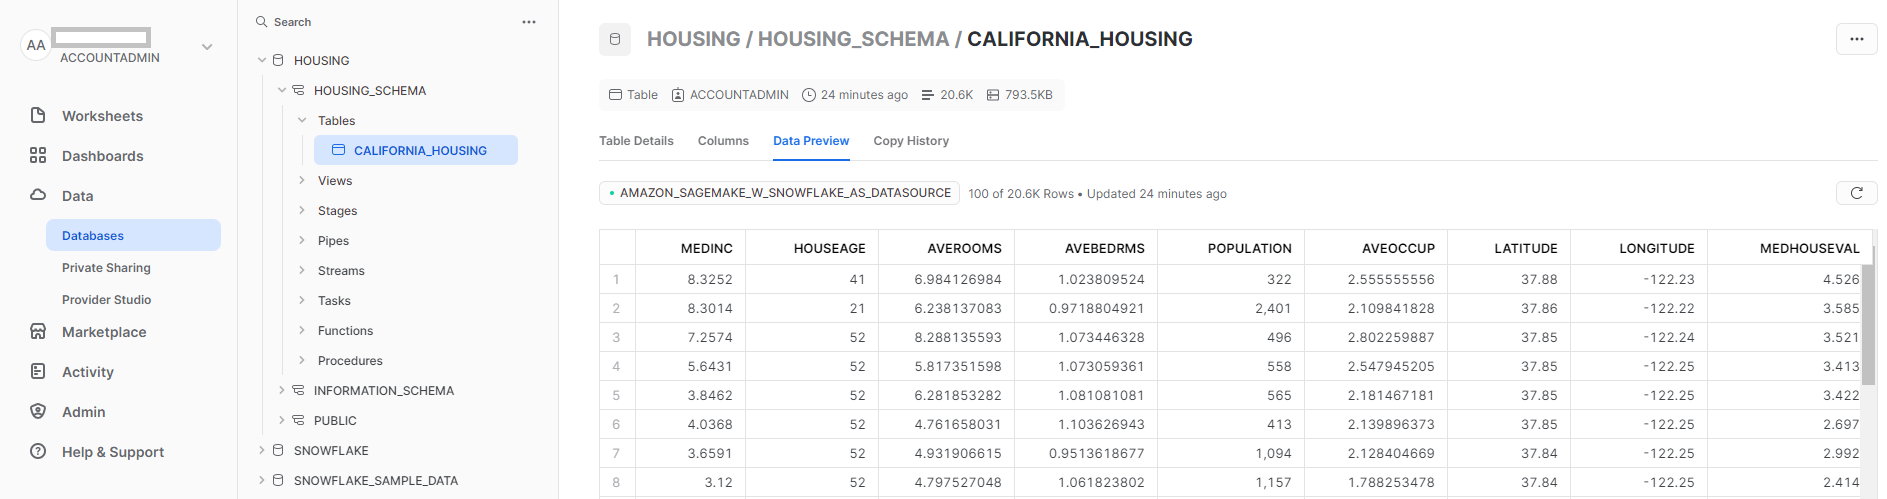 AA
ACCOUNTADMIN
Worksheets
Dashboards
Data
Databases
Private Sharing
Provider Studio
Marketplace
Activity
Admin
Help & Support
Search
HOUSING
HOUSING_SCHEMA
Tables
CALIFORNIA_HOUSING
Views
Stages
Pipes
Streams
Tasks
Functions
Procedures
INFORMATION_SCHEMA
PUBLIC
SNOWFLAKE
SNOWFLAKE_SAMPLE_DATA
HOUSING / HOUSING_SCHEMA / CALIFORNIA_HOUSING
Table ACCOUNTADMIN 24 minutes ago 20.6K 793.5KB
Table Details Columns Data Preview Copy History
AMAZON_SAGEMAKE_W_SNOWFLAKE_AS_DATASOURCE 100 of 20.6K Rows • Updated 24 minutes ago
MEDINC HOUSEAGE AVEROOMS AVEBEDRMS POPULATION AVEOCCUP LATITUDE LONGITUDE MEDHOUSEVAL
1 8.3252 41 6.984126984 1.023809524 322 2.555555556 37.88 -122.23 4.526
2 8.3014 21 6.238137083 0.9718804921 2,401 2.109841828 37.86 -122.22 3.585
3 7.2574 52 8.288135593 1.073446328 496 2.802259887 37.85 -122.24 3.521
4 5.6431 52 5.817351598 1.073059361 558 2.547945205 37.85 -122.25 3.413
5 3.8462 52 6.281853282 1.081081081 565 2.181467181 37.85 -122.25 3.422
6 4.0368 52 4.761658031 1.103626943 413 2.139896373 37.85 -122.25 2.697
7 3.6591 52 4.931906615 0.9513618677 1,094 2.128404669 37.84 -122.25 2.992
8 3.12 52 4.797527048 1.061823802 1,157 1.788253478 37.84 -122.25 2.414